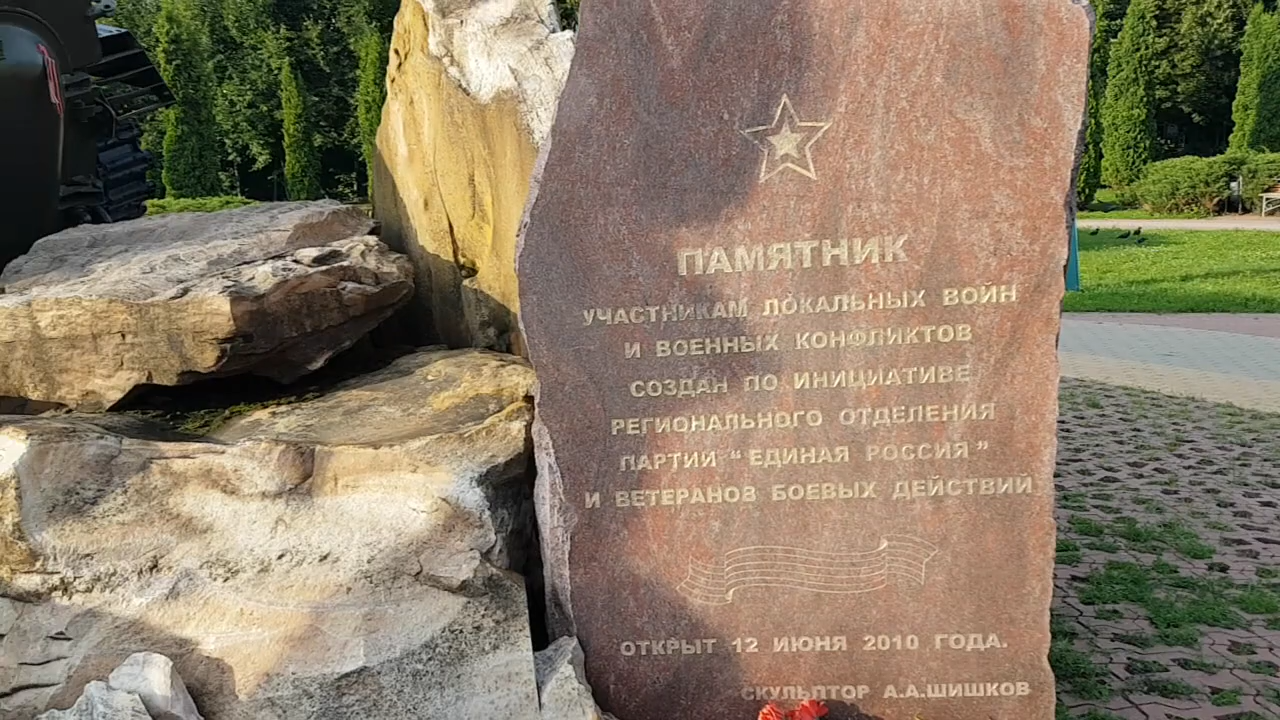 ПАМЯТНИК
УЧАСТНИКАМ ЛОКАЛЬНЫХ ВОЙН
И ВОЕННЫХ КОНФЛИКТОВ
СОЗДАН ПО ИНИЦИАТИВЕ
РЕГИОНАЛЬНОГО ОТДЕЛЕНИЯ
ПАРТИИ “ЕДИНАЯ РОССИЯ”
И ВЕТЕРАНОВ БОЕВЫХ ДЕЙСТВИЙ
ОТКРЫТ 12 ИЮНЯ 2010 ГОДА.
СКУЛЬПТОР А.А.ШИШКОВ